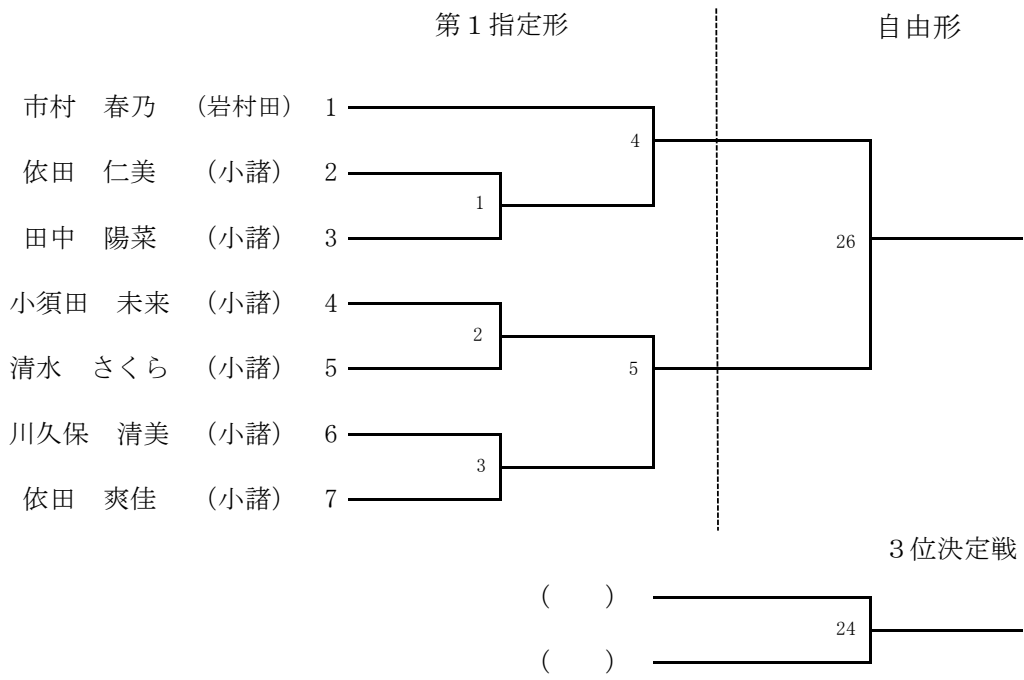 第１指定形　自由形
市村　春乃　（岩村田）　1
4
依田　仁美　（小諸）　2
1
田中　陽菜　（小諸）　3
26
小須田　未来　（小諸）　4
2
清水　さくら　（小諸）　5
5
川久保　清美　（小諸）　6
3
依田　爽佳　（小諸）　7
３位決定戦
（　　）
24
（　　）